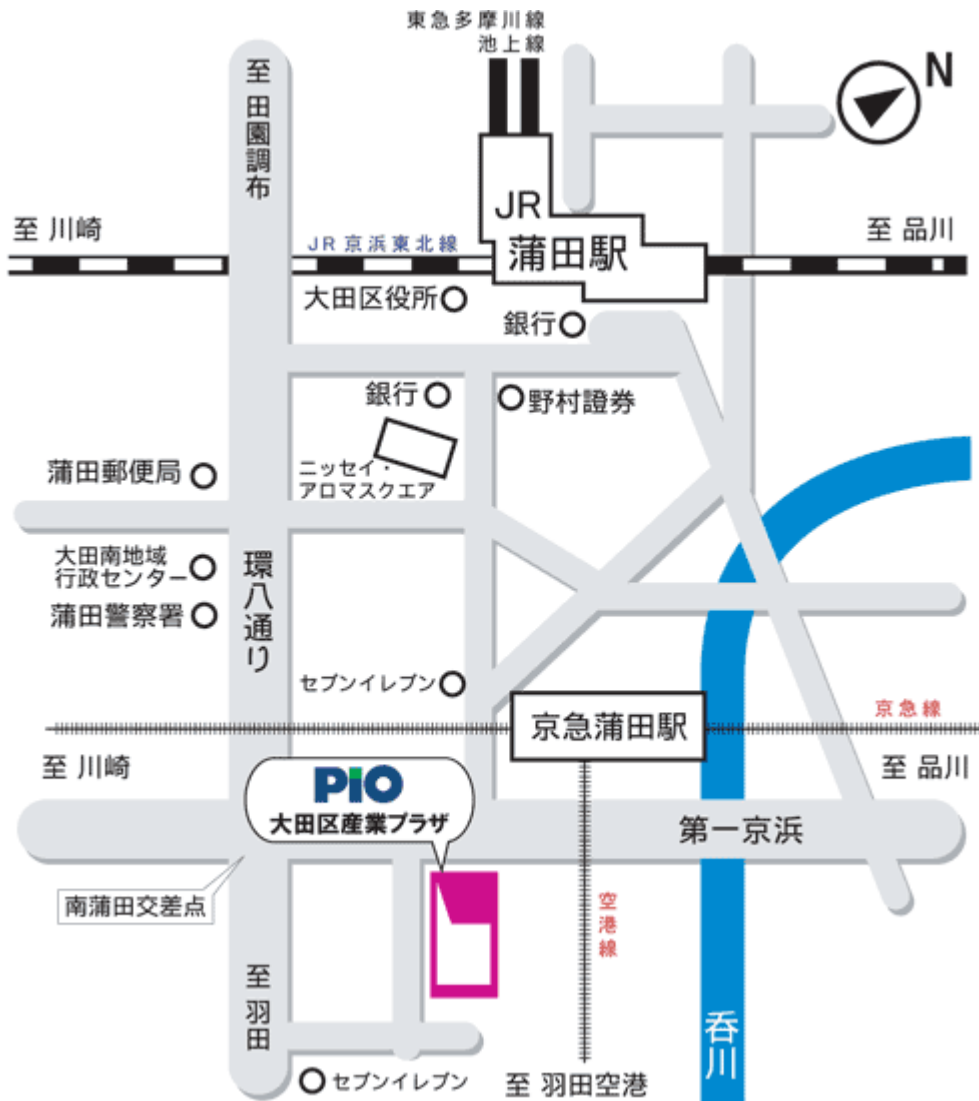 東急多摩川線
池上線
N
至 田園調布
JR
蒲田駅
至 川崎
JR京浜東北線
至 品川
大田区役所
銀行
銀行
野村證券
蒲田郵便局
ニッセイ・
アロマスクエア
大田南地域
行政センター
蒲田警察署
環八通り
セブンイレブン
京急蒲田駅
京急線
至 川崎
至 品川
PiO
大田区産業プラザ
第一京浜
南蒲田交差点
空港線
至 羽田
呑川
セブンイレブン
至 羽田空港